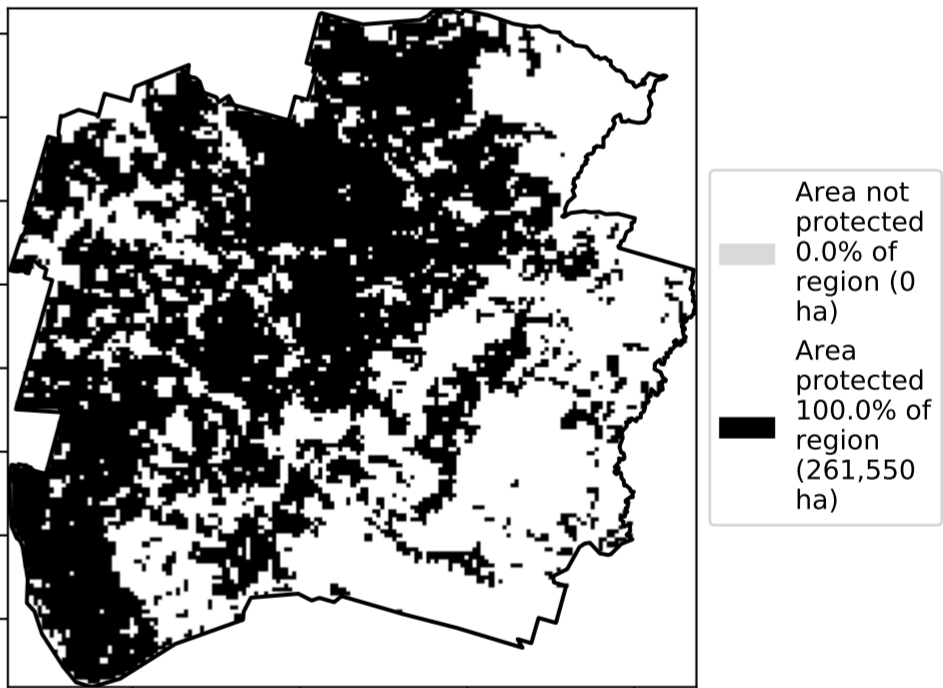 Area not
protected
0.0% of
region (0
ha)
Area
protected
100.0% of
region
(261,550
ha)